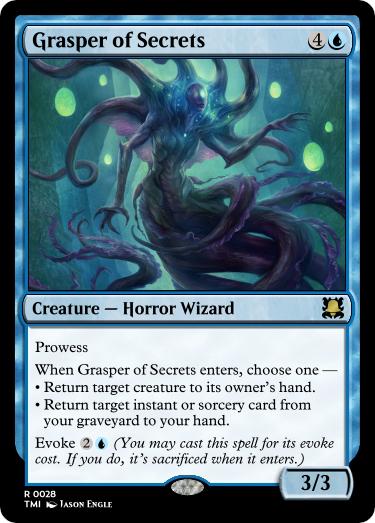 Grasper of Secrets 4
Creature — Horror Wizard
Prowess
When Grasper of Secrets enters, choose one —
• Return target creature to its owner's hand.
• Return target instant or sorcery card from
your graveyard to your hand.
Evoke 2 (You may cast this spell for its evoke
cost. If you do, it's sacrificed when it enters.)
3/3
R 0028
TMI Jason Engle